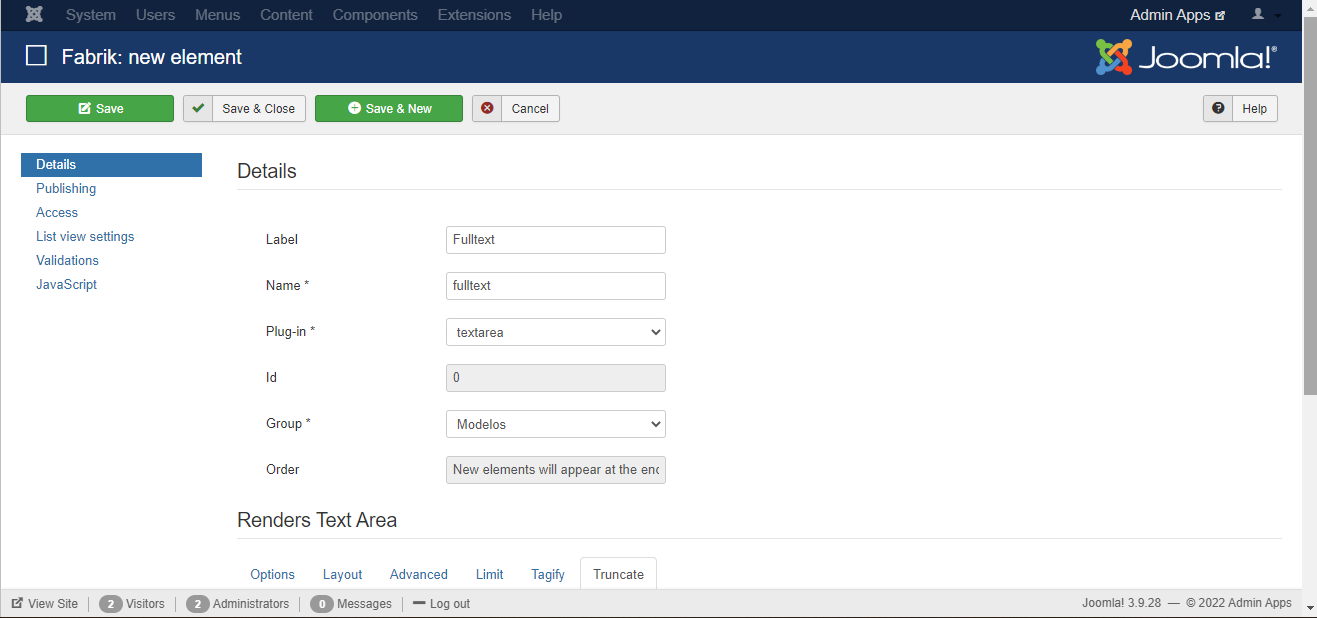 System Users Menus Content Components Extensions Help Admin Apps
Fabrik: new element Joomla!®
Save Save & Close Save & New Cancel Help
Details
Publishing
Access
List view settings
Validations
JavaScript
Details
Label Fulltext
Name * fulltext
Plug-in * textarea
Id 0
Group * Modelos
Order New elements will appear at the end
Renders Text Area
Options Layout Advanced Limit Tagify Truncate
View Site 2 Visitors 2 Administrators 0 Messages Log out Joomla! 3.9.28 — © 2022 Admin Apps